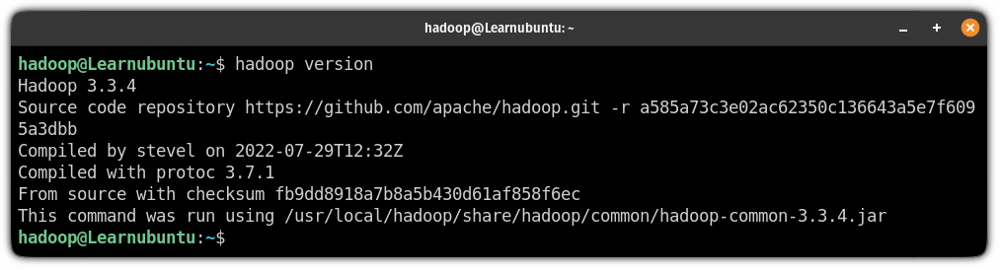 hadoop@Learnubuntu: ~
hadoop@Learnubuntu:~$ hadoop version
Hadoop 3.3.4
Source code repository https://github.com/apache/hadoop.git -r a585a73c3e02ac62350c136643a5e7f609
5a3dbb
Compiled by stevel on 2022-07-29T12:32Z
Compiled with protoc 3.7.1
From source with checksum fb9dd8918a7b8a5b430d61af858f6ec
This command was run using /usr/local/hadoop/share/hadoop/common/hadoop-common-3.3.4.jar
hadoop@Learnubuntu:~$